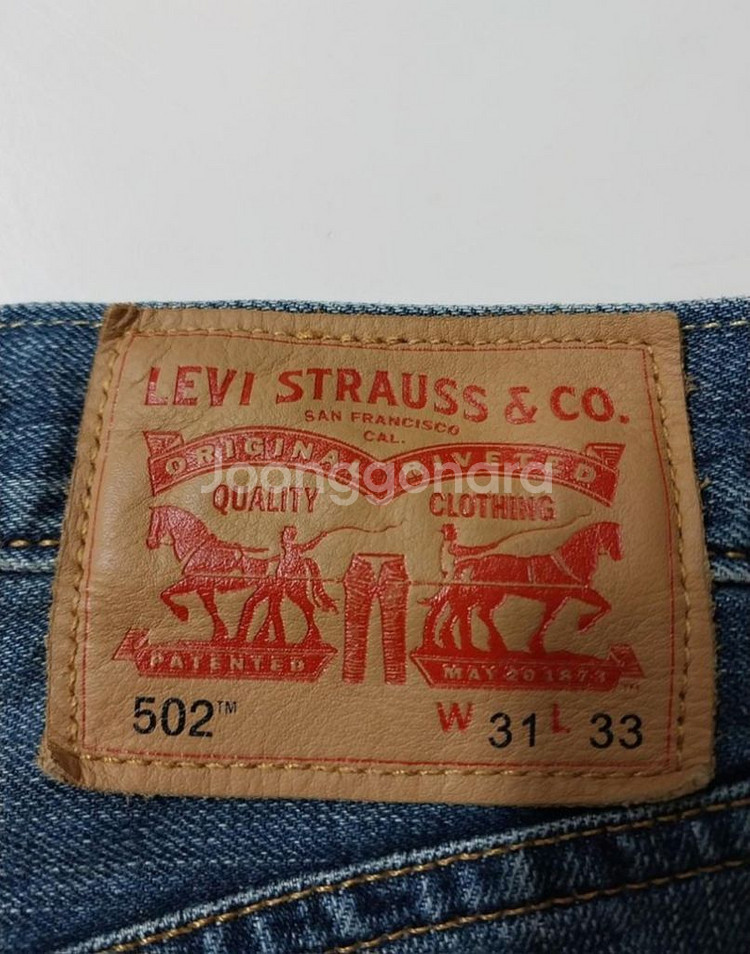 LEVI STRAUSS & CO.
SAN FRANCISCO
CAL.
ORIGINAL RIVETED
Joonggonara
QUALITY CLOTHING
PATENTED MAY 20 1873
502™ W 31 L 33